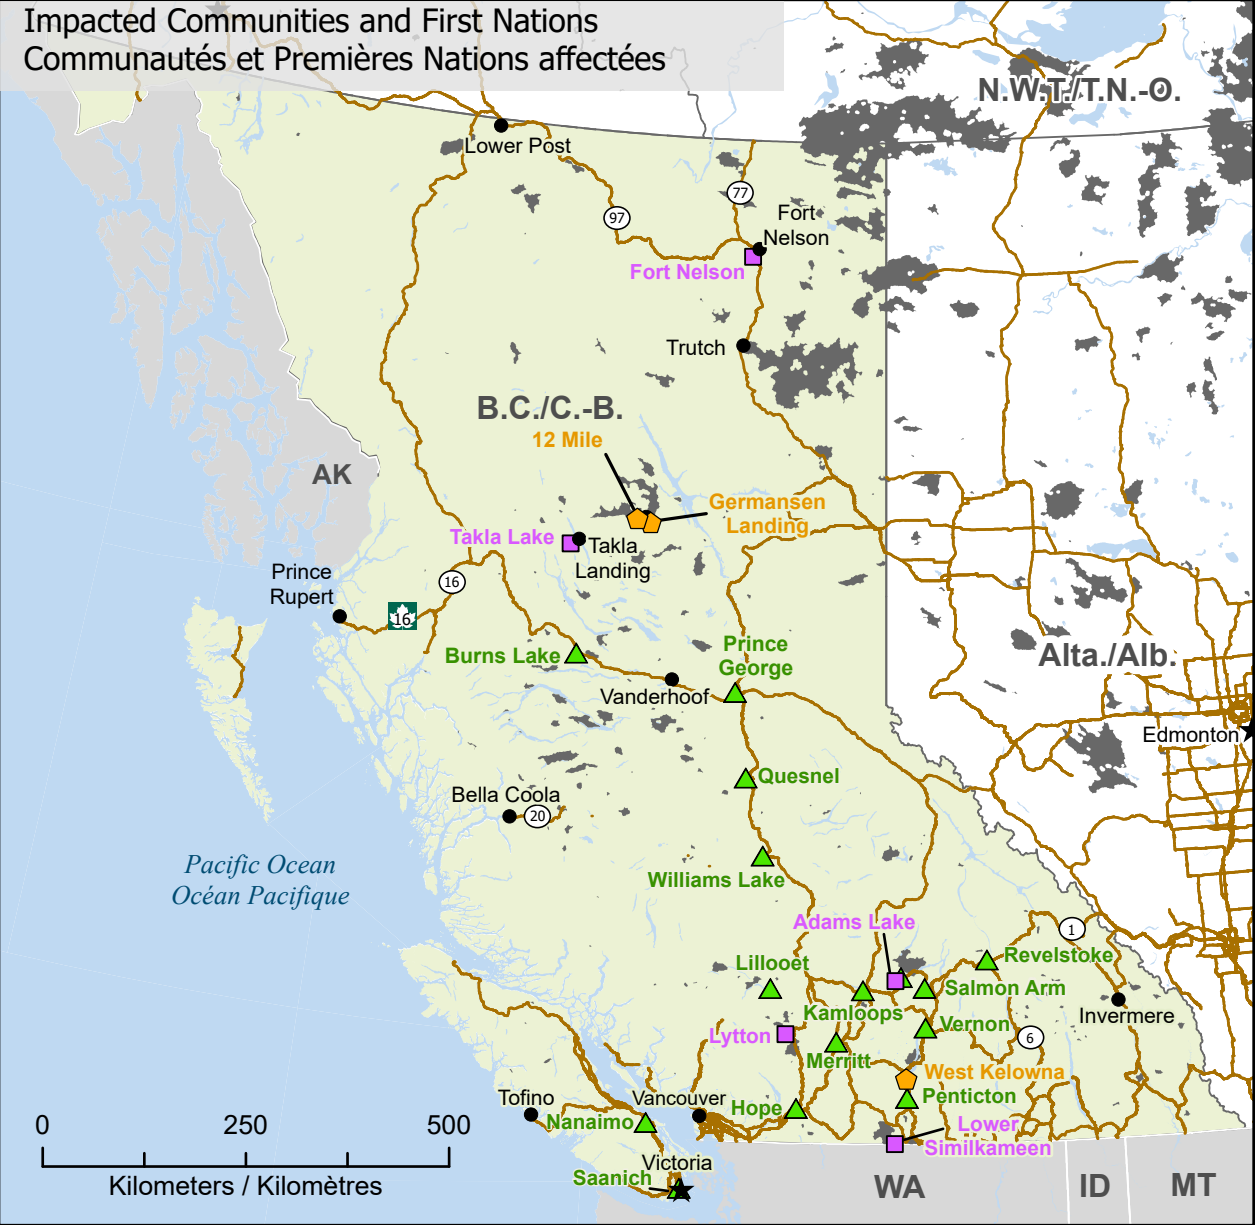 Impacted Communities and First Nations
Communautés et Premières Nations affectées
N.W.T./T.N.-O.
Lower Post
77
97
Fort
Nelson
Fort Nelson
Trutch
B.C./C.-B.
12 Mile
AK
Germansen
Landing
Takla Lake
Takla
Landing
Prince
Rupert
16
16
Burns Lake
Prince
George
Alta./Alb.
Vanderhoof
Edmonton
Quesnel
Bella Coola
20
Pacific Ocean
Océan Pacifique
Williams Lake
Adams Lake
1
Lillooet
Revelstoke
Salmon Arm
Kamloops
Invermere
Vernon
Lytton
6
Merritt
West Kelowna
Tofino
Vancouver
Penticton
Hope
0
250
500
Nanaimo
Lower
Similkameen
Victoria
Saanich
Kilometers / Kilomètres
WA
ID
MT